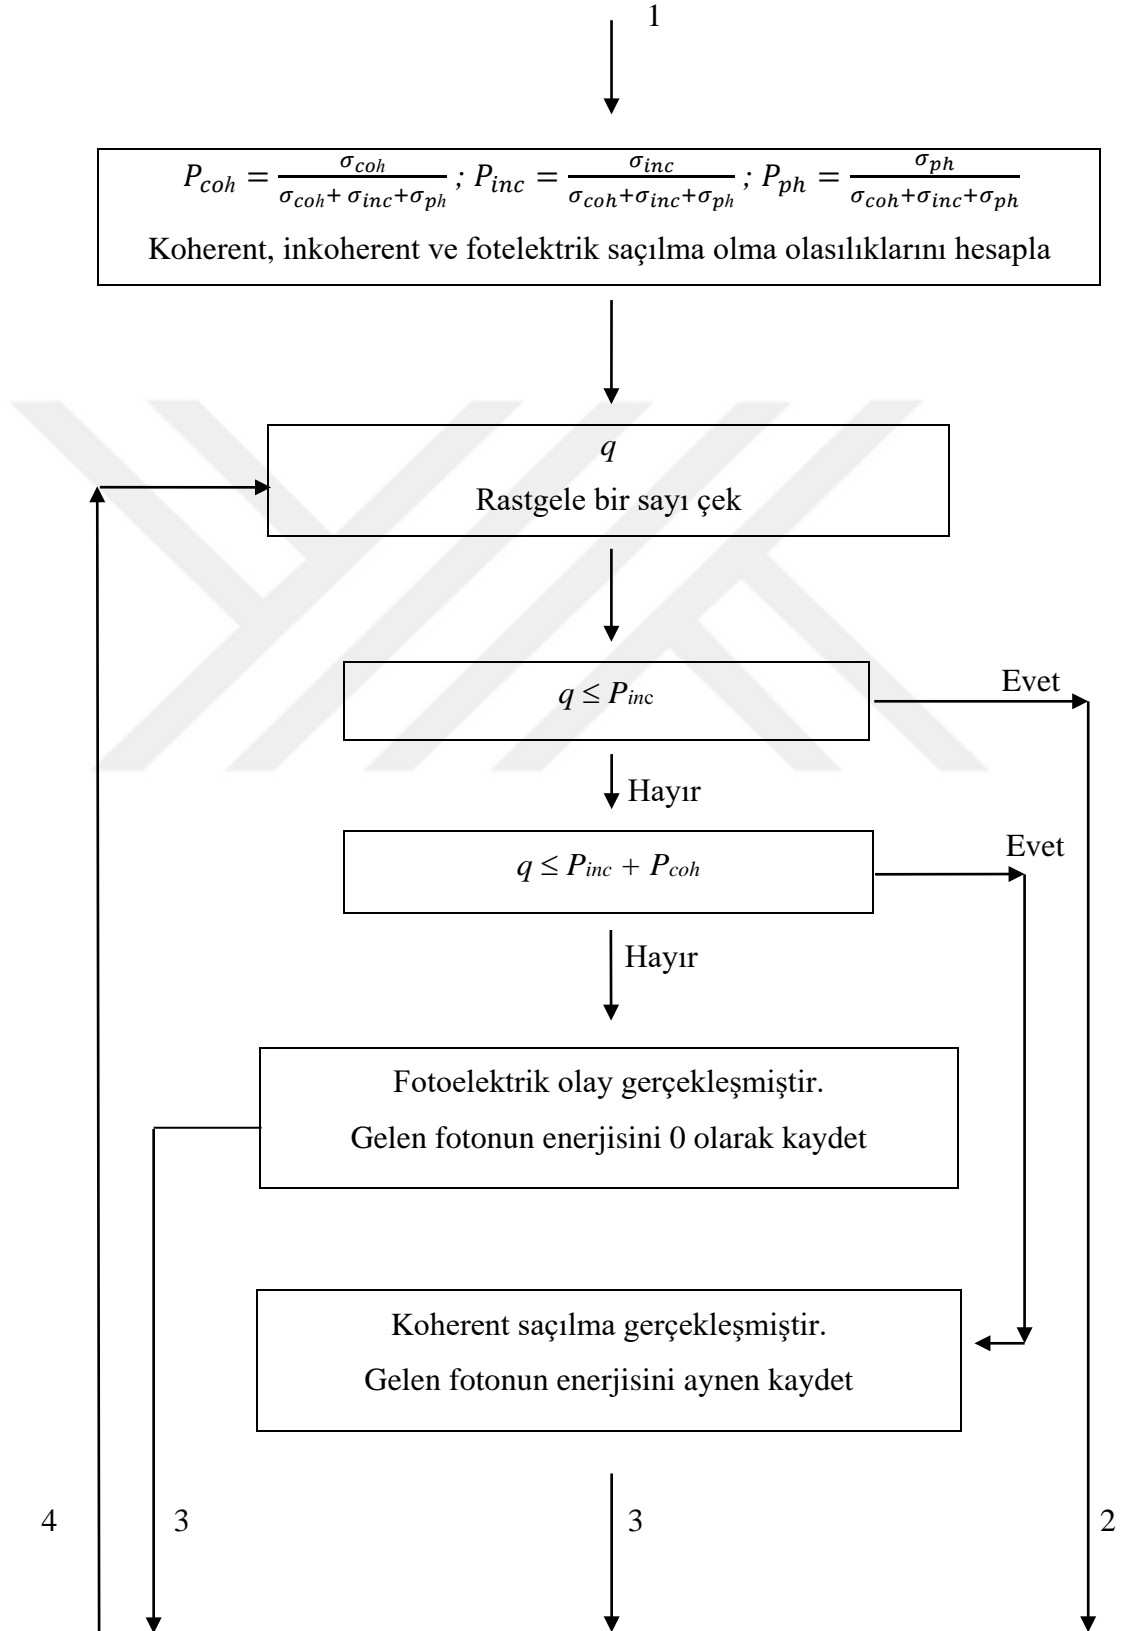 1
P_coh = σ_coh / (σ_coh + σ_inc + σ_ph) ; P_inc = σ_inc / (σ_coh + σ_inc + σ_ph) ; P_ph = σ_ph / (σ_coh + σ_inc + σ_ph)
Koherent, inkoherent ve fotelektrik saçılma olma olasılıklarını hesapla
q
Rastgele bir sayı çek
q ≤ P_inc
Evet
Hayır
q ≤ P_inc + P_coh
Evet
Hayır
Fotoelektrik olay gerçekleşmiştir.
Gelen fotonun enerjisini 0 olarak kaydet
Koherent saçılma gerçekleşmiştir.
Gelen fotonun enerjisini aynen kaydet
4 3 3 2